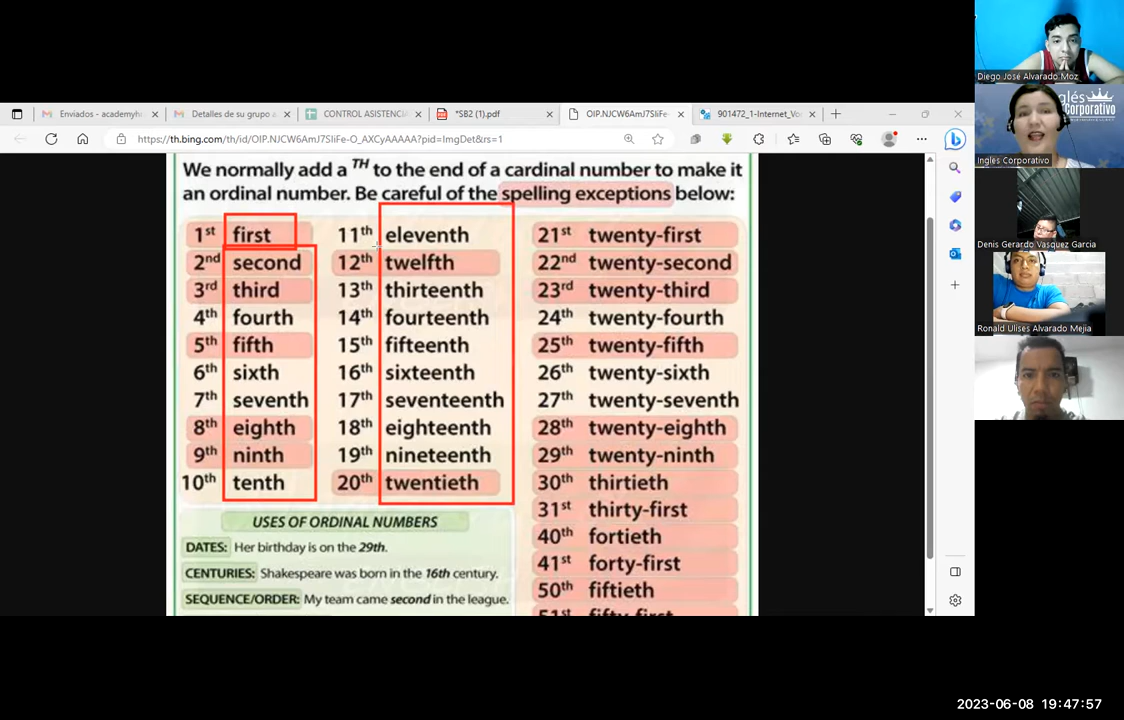 Enviados - academyh
Detalles de su grupo a
CONTROL ASISTENCIA
*SB2 (1).pdf
OIP.NJCW6AmJ7SIiFe-
901472_1-Internet_Vo
https://th.bing.com/th/id/OIP.NJCW6AmJ7SIiFe-O_AXCyAAAAA?pid=ImgDet&rs=1
We normally add a TH to the end of a cardinal number to make it
an ordinal number. Be careful of the spelling exceptions below:
1st first
2nd second
3rd third
4th fourth
5th fifth
6th sixth
7th seventh
8th eighth
9th ninth
10th tenth
11th eleventh
12th twelfth
13th thirteenth
14th fourteenth
15th fifteenth
16th sixteenth
17th seventeenth
18th eighteenth
19th nineteenth
20th twentieth
21st twenty-first
22nd twenty-second
23rd twenty-third
24th twenty-fourth
25th twenty-fifth
26th twenty-sixth
27th twenty-seventh
28th twenty-eighth
29th twenty-ninth
30th thirtieth
31st thirty-first
40th fortieth
41st forty-first
50th fiftieth
51st fifty-first
USES OF ORDINAL NUMBERS
DATES: Her birthday is on the 29th.
CENTURIES: Shakespeare was born in the 16th century.
SEQUENCE/ORDER: My team came second in the league.
Diego José Alvarado Moz
glés
Corporativo
Inglés Corporativo
Denis Gerardo Vasquez Garcia
Ronald Ulises Alvarado Mejia
2023-06-08 19:47:57